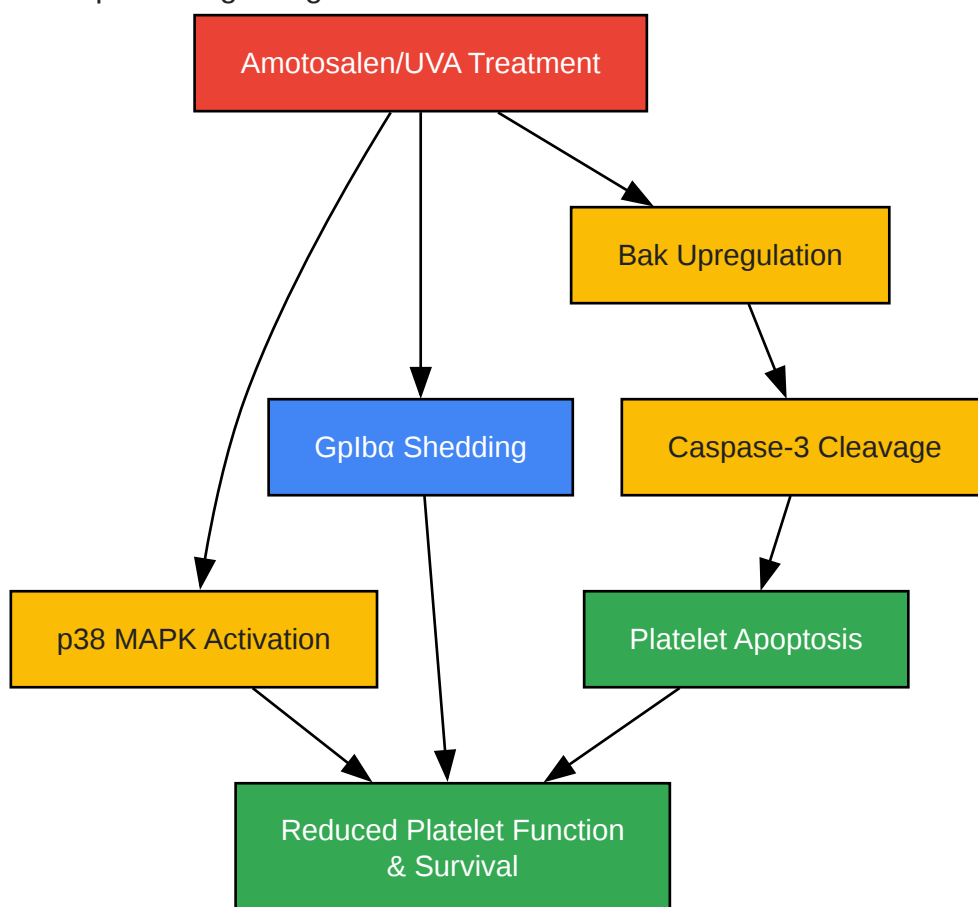 Amotosalen/UVA Treatment
Bak Upregulation
GpIbα Shedding
Caspase-3 Cleavage
p38 MAPK Activation
Platelet Apoptosis
Reduced Platelet Function
& Survival